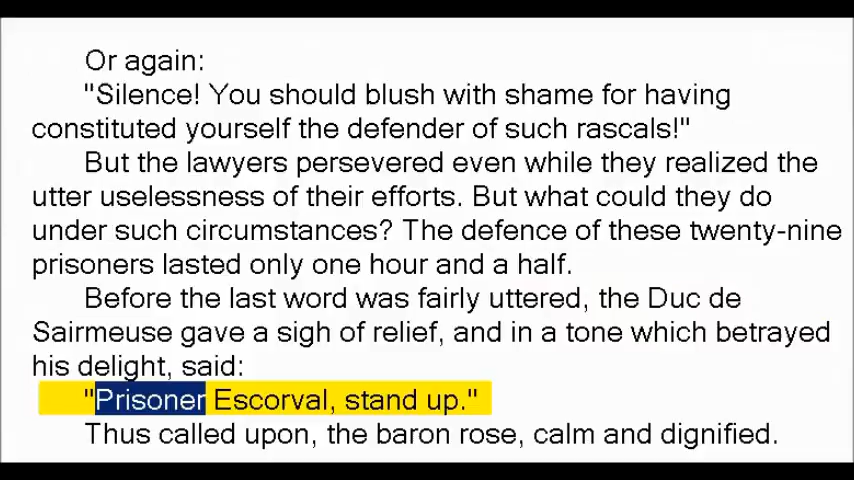 Or again:
"Silence! You should blush with shame for having
constituted yourself the defender of such rascals!"
But the lawyers persevered even while they realized the
utter uselessness of their efforts. But what could they do
under such circumstances? The defence of these twenty-nine
prisoners lasted only one hour and a half.
Before the last word was fairly uttered, the Duc de
Sairmeuse gave a sigh of relief, and in a tone which betrayed
his delight, said:
"Prisoner Escorval, stand up."
Thus called upon, the baron rose, calm and dignified.